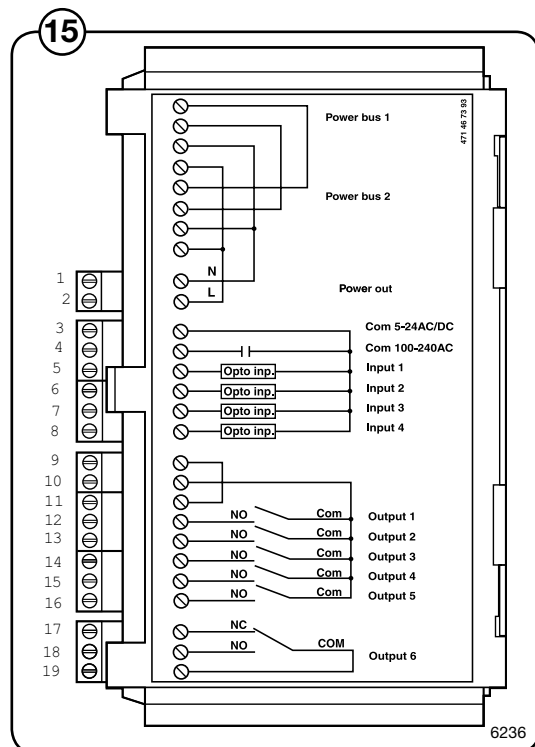 15
Power bus 1
471 46 73 93
Power bus 2
1 N
2 L Power out
3 Com 5-24AC/DC
4 Com 100-240AC
5 Opto inp. Input 1
6 Opto inp. Input 2
7 Opto inp. Input 3
8 Opto inp. Input 4
9
10
11
12 NO Com Output 1
13 NO Com Output 2
14 NO Com Output 3
15 NO Com Output 4
16 NO Com Output 5
17 NC
18 NO COM
19 Output 6
6236